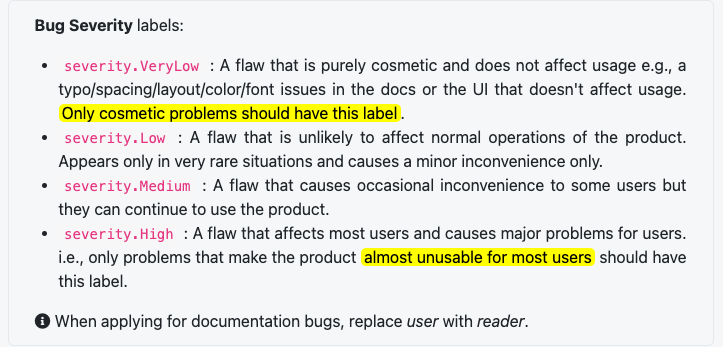 Bug Severity labels:
• severity.VeryLow : A flaw that is purely cosmetic and does not affect usage e.g., a
typo/spacing/layout/color/font issues in the docs or the UI that doesn't affect usage.
Only cosmetic problems should have this label.
• severity.Low : A flaw that is unlikely to affect normal operations of the product.
Appears only in very rare situations and causes a minor inconvenience only.
• severity.Medium : A flaw that causes occasional inconvenience to some users but
they can continue to use the product.
• severity.High : A flaw that affects most users and causes major problems for users.
i.e., only problems that make the product almost unusable for most users should have
this label.
When applying for documentation bugs, replace user with reader.